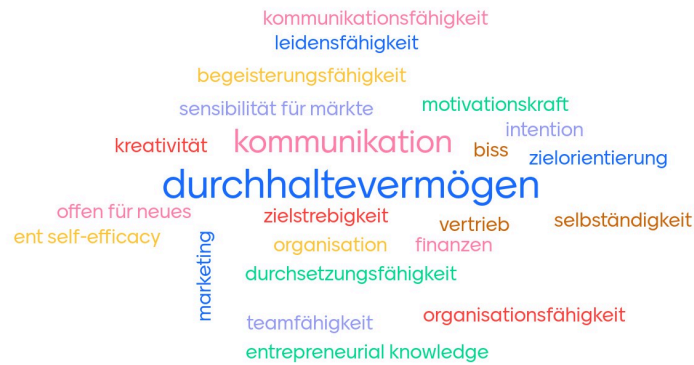 kommunikationsfähigkeit
leidensfähigkeit
begeisterungsfähigkeit
sensibilität für märkte
motivationskraft
intention
kreativität
kommunikation
biss
zielorientierung
durchhaltevermögen
offen für neues
zielstrebigkeit
vertrieb
selbständigkeit
ent self-efficacy
organisation
finanzen
marketing
durchsetzungsfähigkeit
teamfähigkeit
organisationsfähigkeit
entrepreneurial knowledge